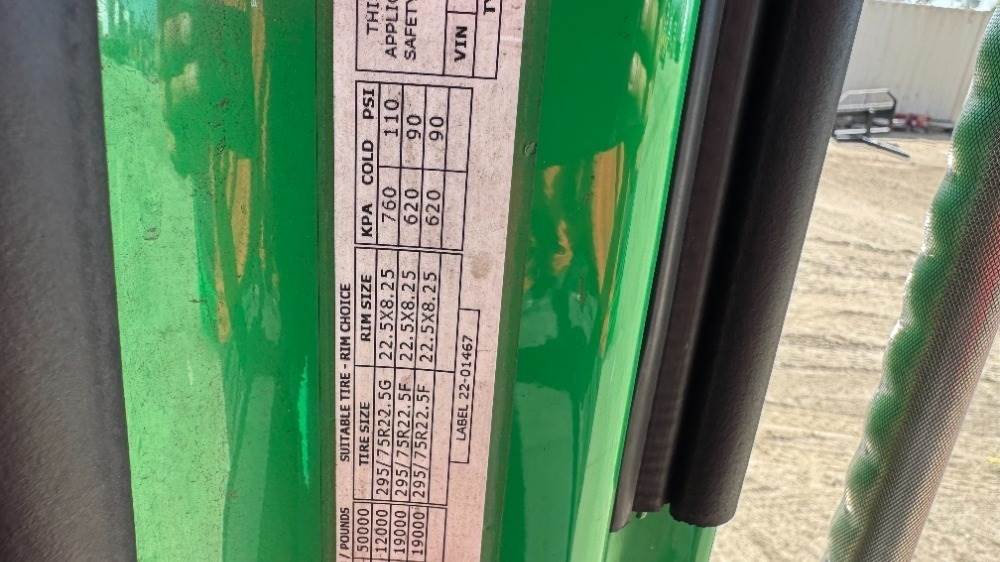 THI
APPLIC
SAFETY
VIN
SUITABLE TIRE - RIM CHOICE
/ POUNDS TIRE SIZE RIM SIZE KPA COLD PSI
50000
12000 295/75R22.5G 22.5X8.25 760 110
19000 295/75R22.5F 22.5X8.25 620 90
19000 295/75R22.5F 22.5X8.25 620 90
LABEL 22-01467